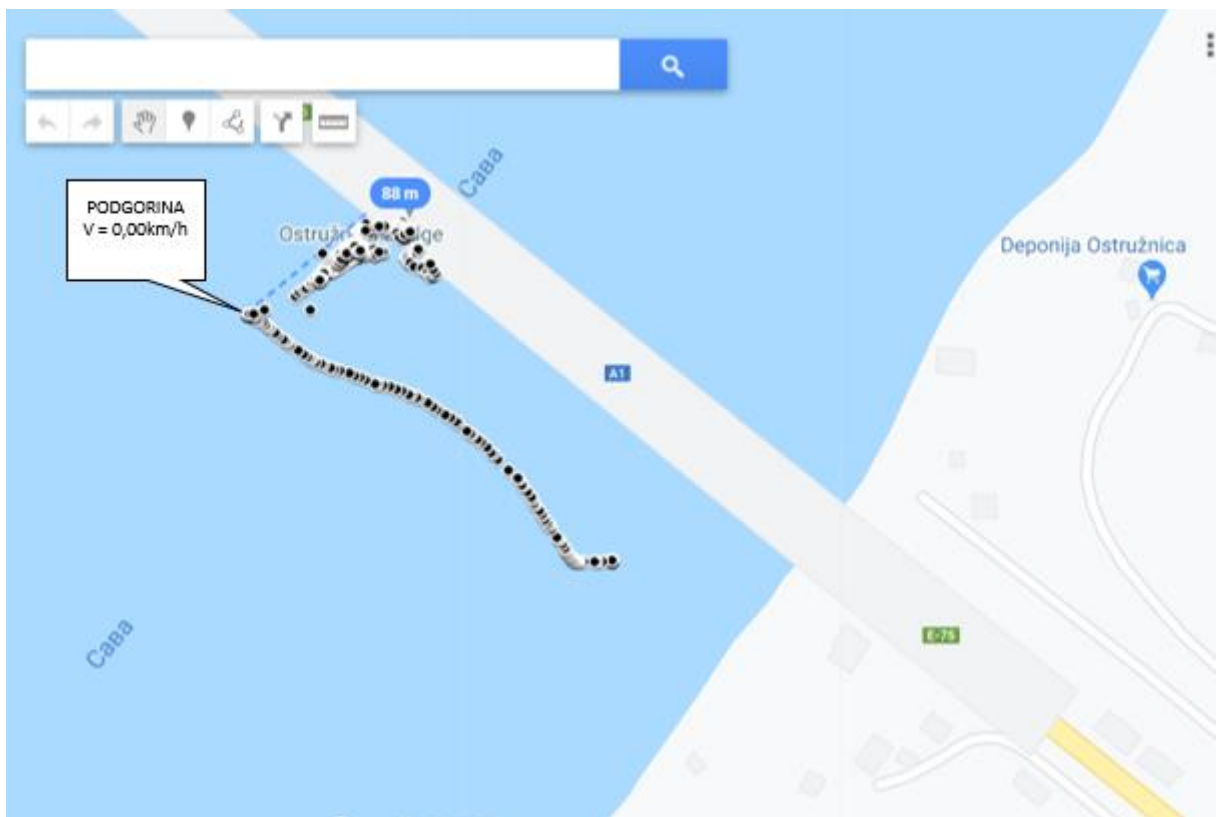 PODGORINA
V = 0,00km/h
88 m
Сава
Deponija Ostružnica
A1
E-75
Сава